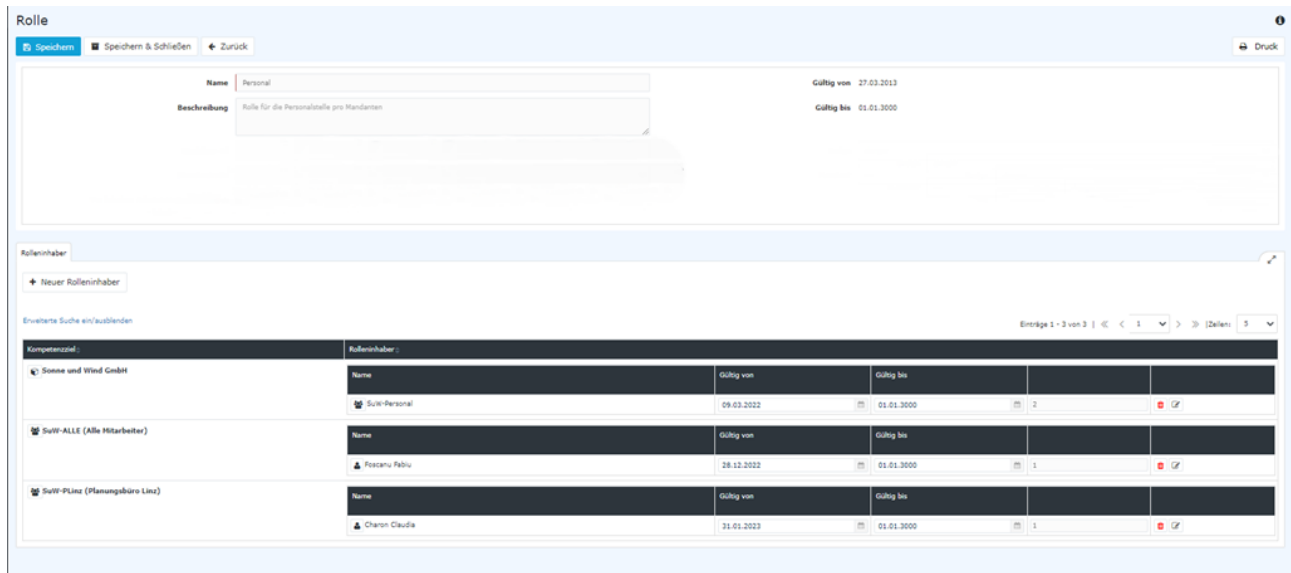 Rolle
Speichern Speichern & Schließen Zurück Druck
Name Personal Gültig von 27.03.2013
Beschreibung Rolle für die Personalstelle pro Mandanten Gültig bis 01.01.3000
Rolleninhaber
+ Neuer Rolleninhaber
Erweiterte Suche ein/ausblenden Einträge 1 - 3 von 3 | 1 |Zeilen: 5
Kompetenzziel Rolleninhaber
Sonne und Wind GmbH Name Gültig von Gültig bis
SuW-Personal 09.03.2022 01.01.3000 2
SuW-ALLE (Alle Mitarbeiter) Name Gültig von Gültig bis
Foscanu Fabiu 28.12.2022 01.01.3000 1
SuW-PLinz (Planungsbüro Linz) Name Gültig von Gültig bis
Charon Claudia 31.01.2023 01.01.3000 1